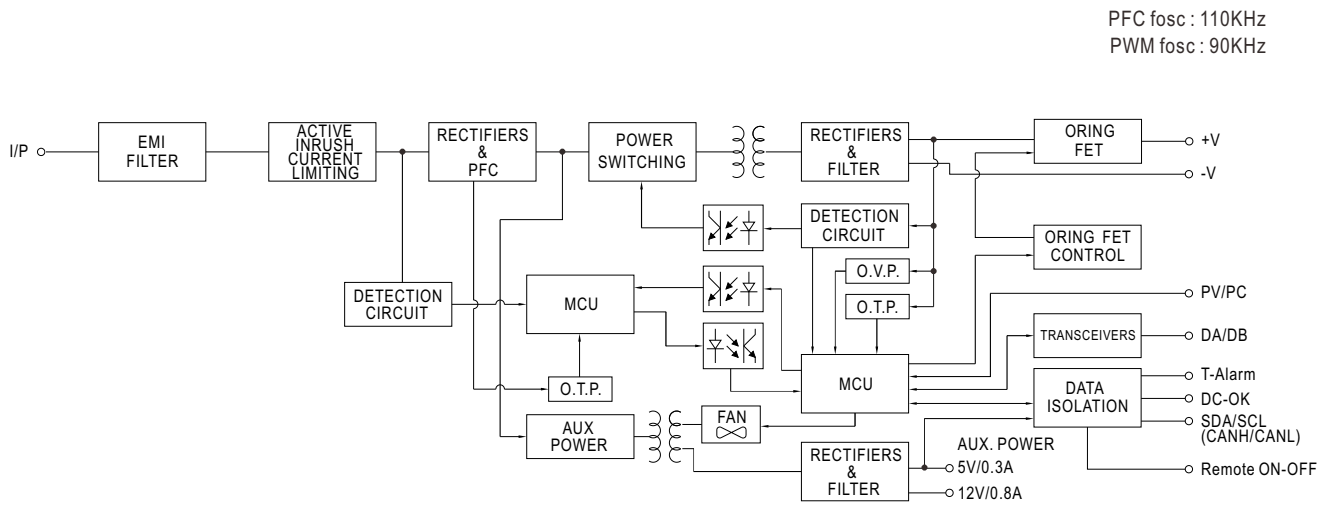 PFC fosc : 110KHz
PWM fosc : 90KHz
I/P
EMI
FILTER
ACTIVE
INRUSH
CURRENT
LIMITING
RECTIFIERS
&
PFC
POWER
SWITCHING
RECTIFIERS
&
FILTER
ORING
FET
+V
-V
DETECTION
CIRCUIT
ORING FET
CONTROL
O.V.P.
DETECTION
CIRCUIT
MCU
O.T.P.
PV/PC
TRANSCEIVERS
DA/DB
O.T.P.
MCU
DATA
ISOLATION
T-Alarm
DC-OK
SDA/SCL
(CANH/CANL)
AUX
POWER
FAN
RECTIFIERS
&
FILTER
AUX. POWER
5V/0.3A
12V/0.8A
Remote ON-OFF